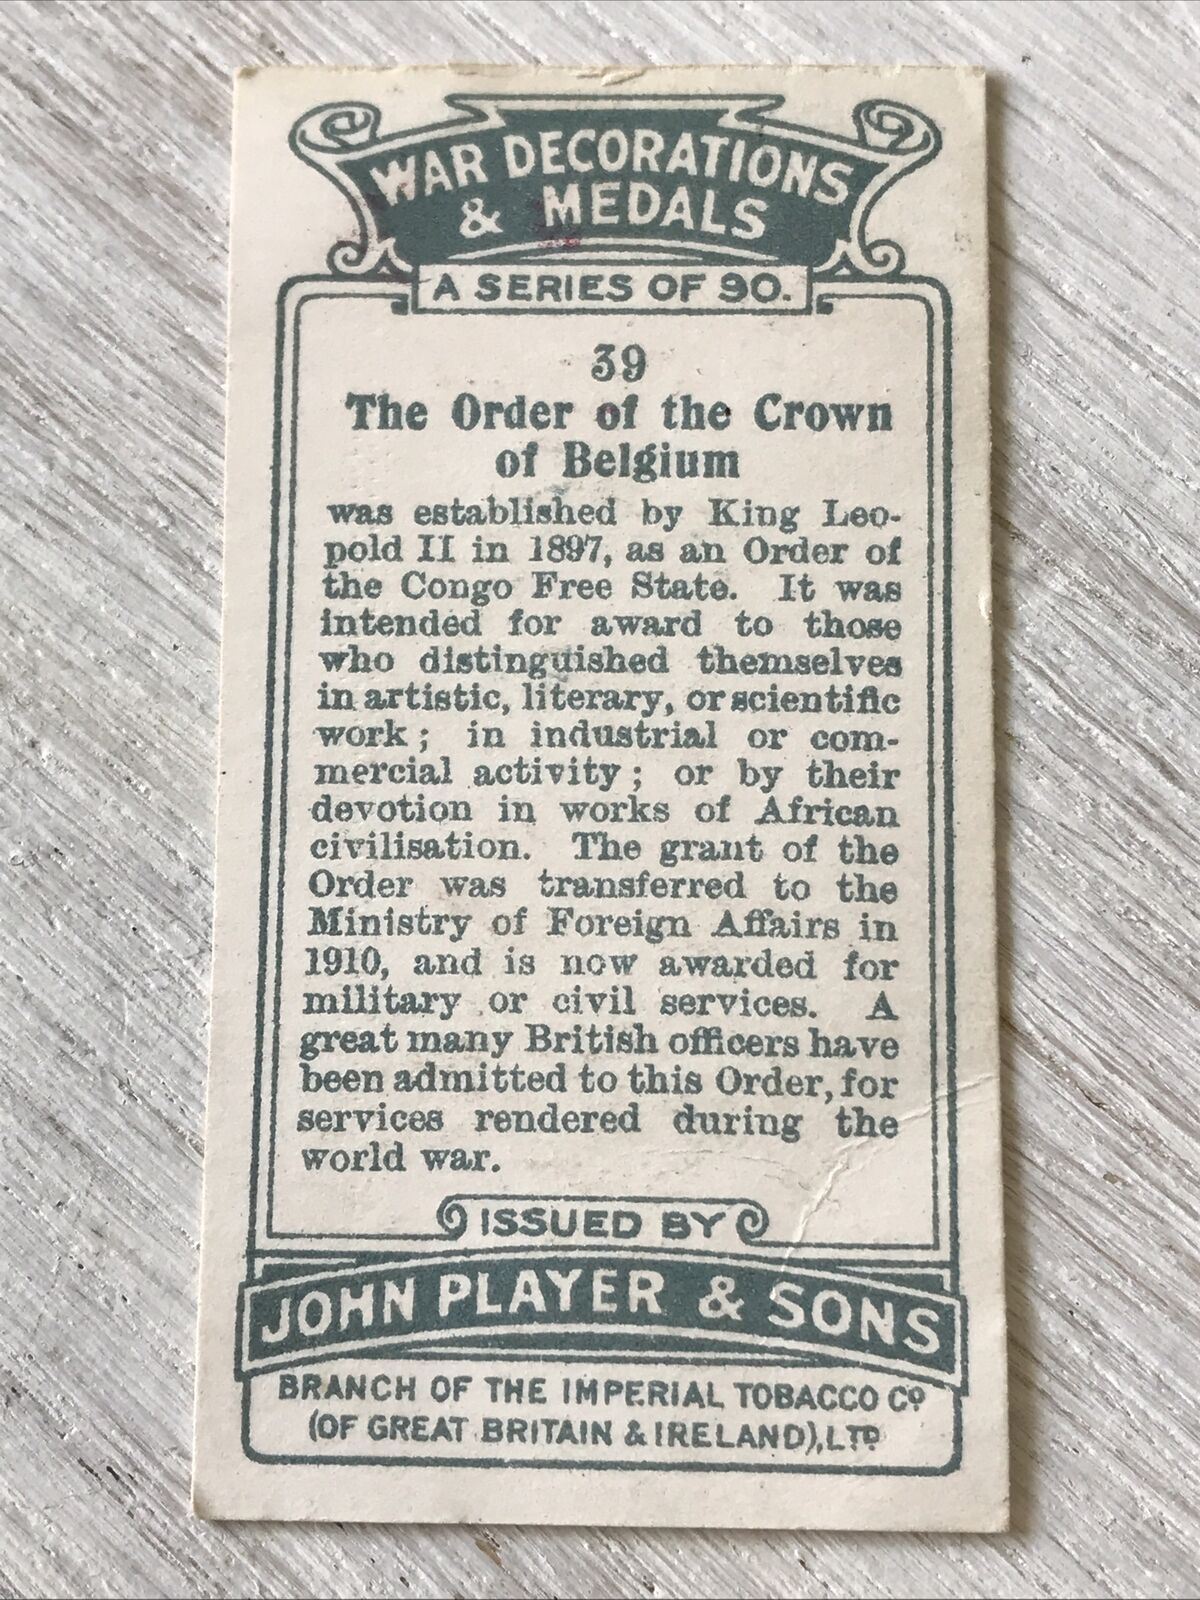 WAR DECORATIONS
& MEDALS
A SERIES OF 90.
39
The Order of the Crown
of Belgium
was established by King Leo-
pold II in 1897, as an Order of
the Congo Free State. It was
intended for award to those
who distinguished themselves
in artistic, literary, or scientific
work; in industrial or com-
mercial activity; or by their
devotion in works of African
civilisation. The grant of the
Order was transferred to the
Ministry of Foreign Affairs in
1910, and is now awarded for
military or civil services. A
great many British officers have
been admitted to this Order, for
services rendered during the
world war.
ISSUED BY
JOHN PLAYER & SONS
BRANCH OF THE IMPERIAL TOBACCO CO
(OF GREAT BRITAIN & IRELAND), LTD